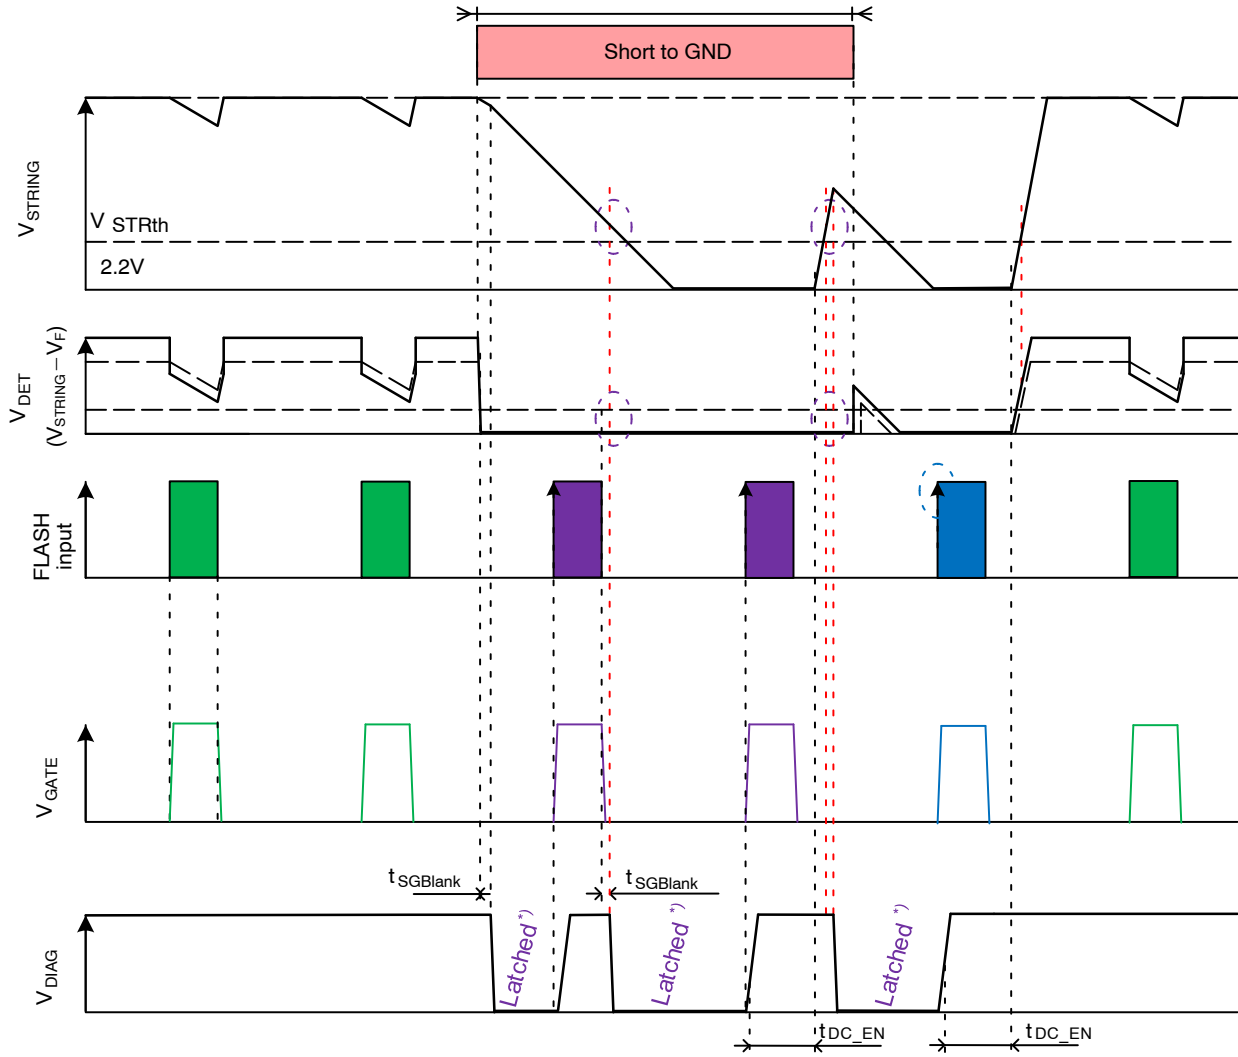 Short to GND
VSTRING
V STRth
2.2V
VDET
(VSTRING – VF)
FLASH
input
VGATE
tSGBlank
tSGBlank
VDIAG
Latched *)
Latched *)
Latched *)
tDC_EN
tDC_EN